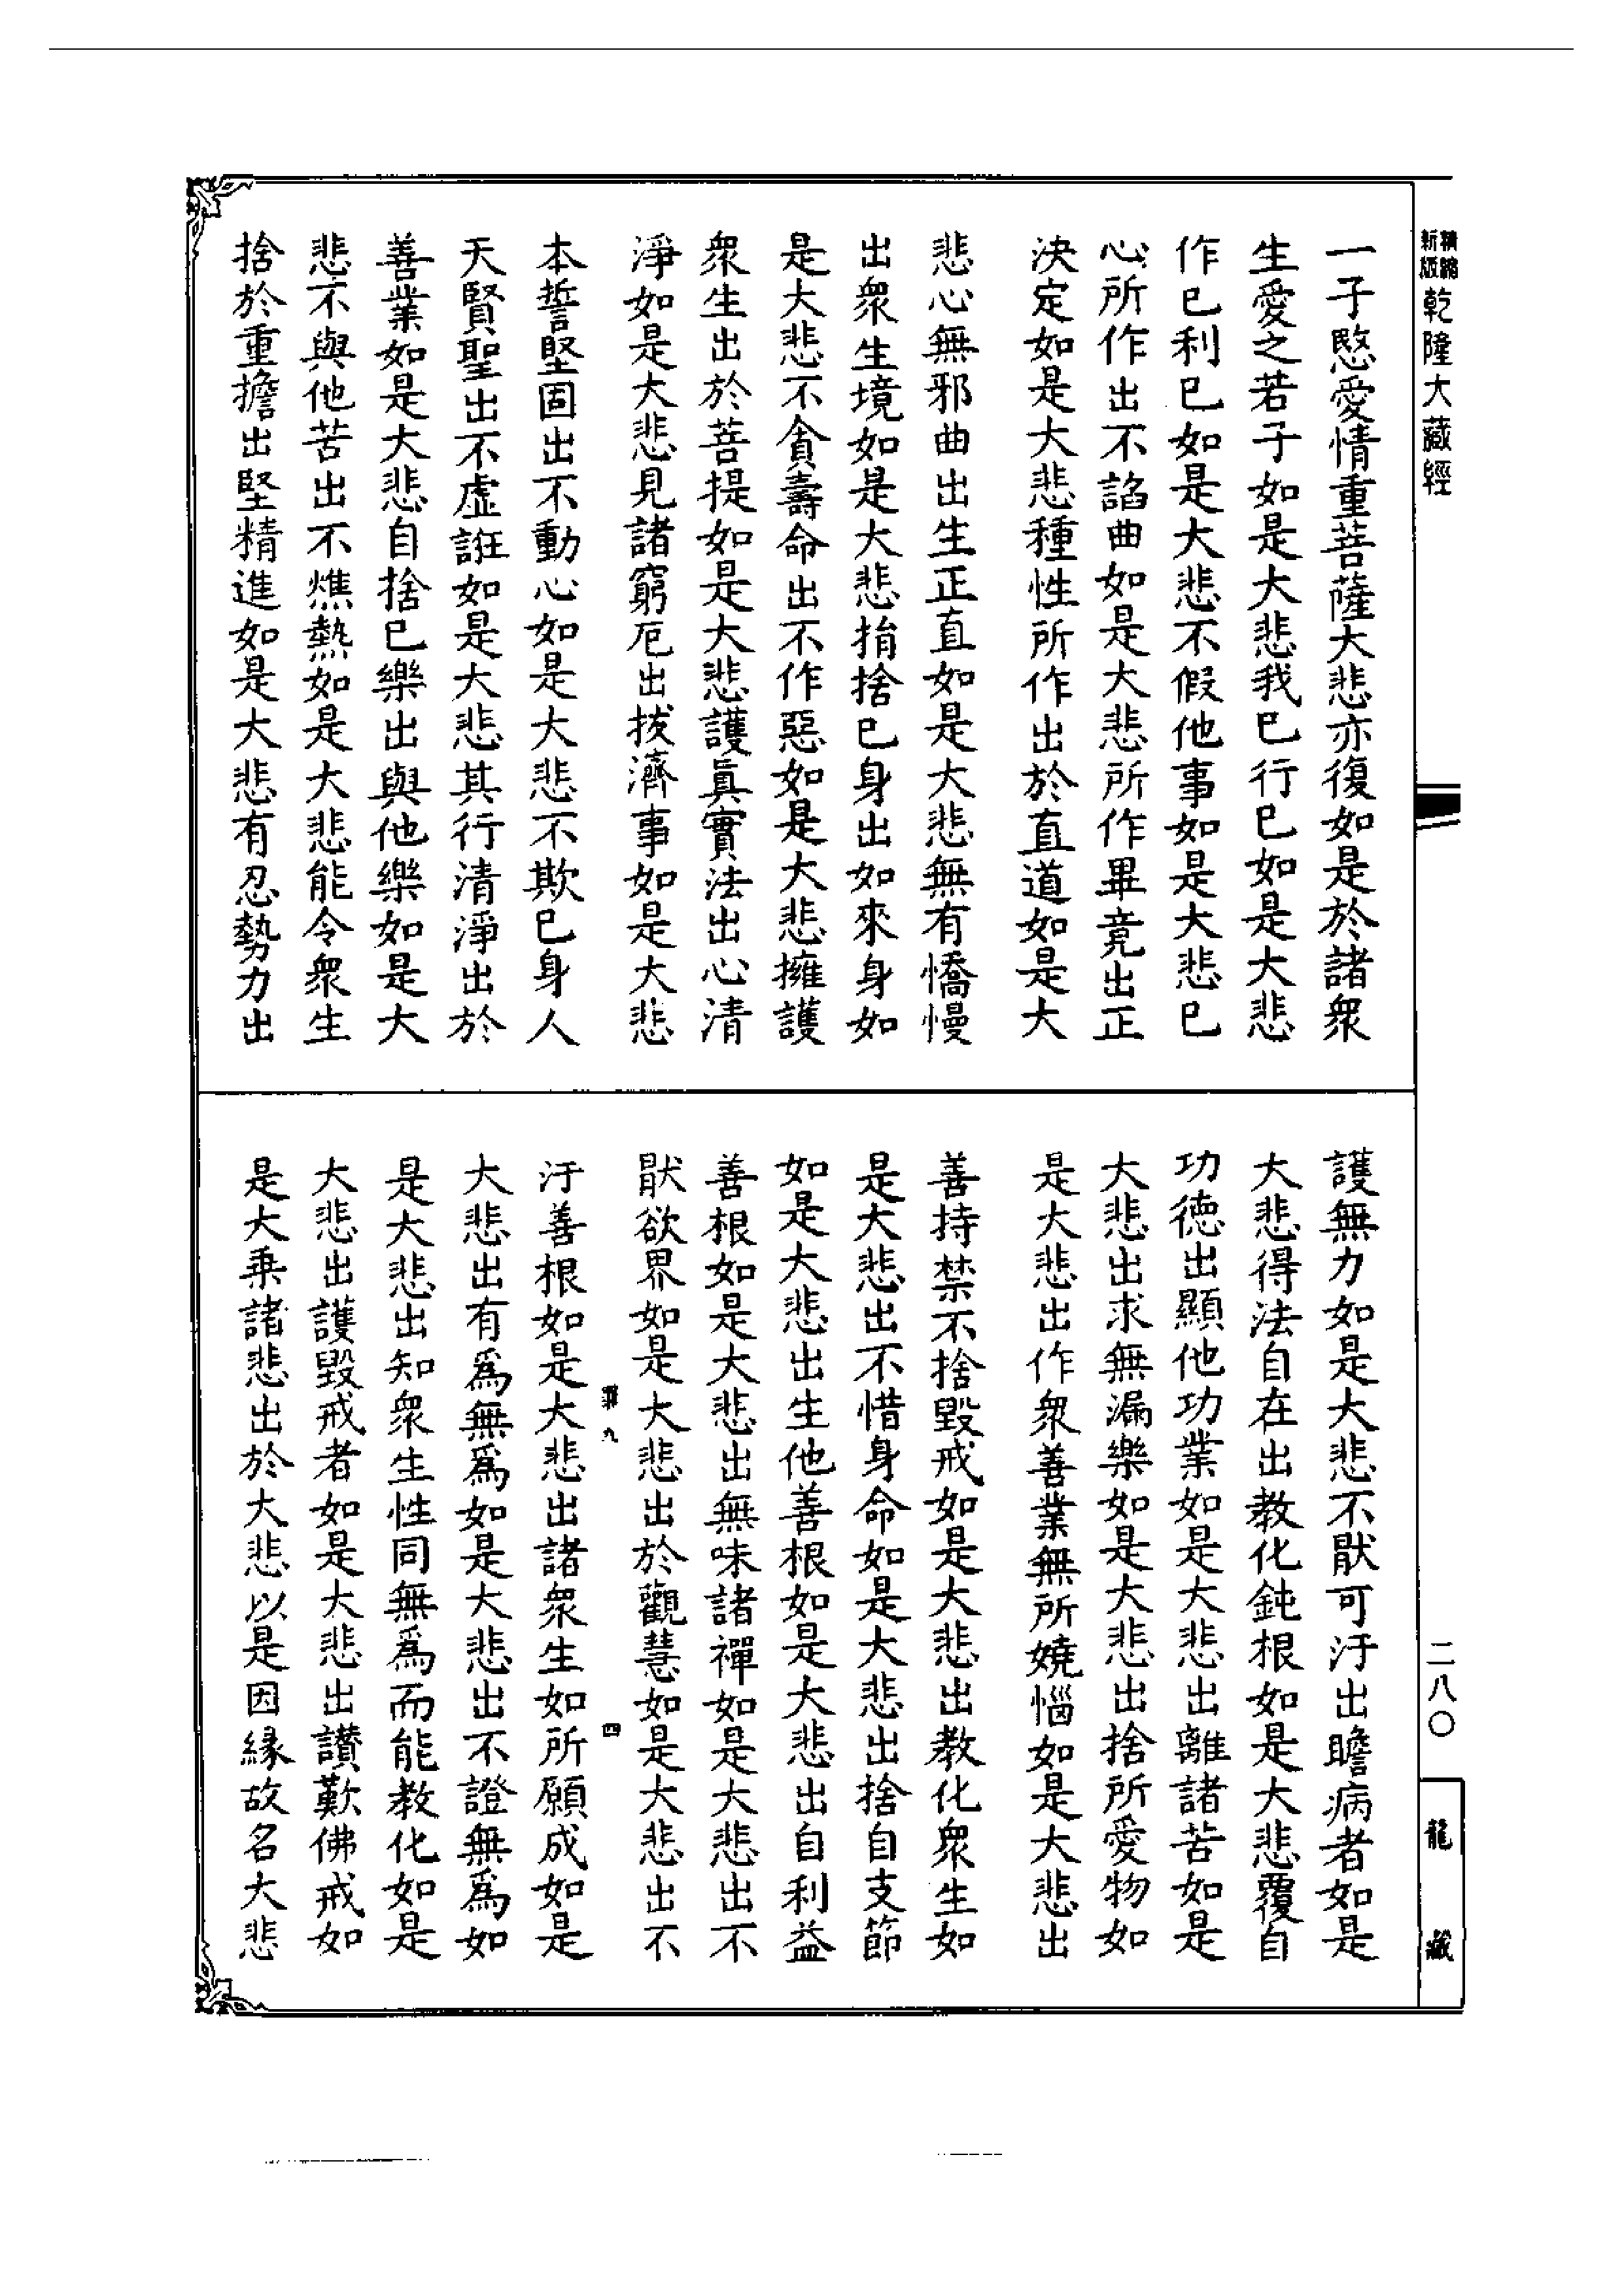 精縮
新版
乾隆大藏經
一子愍愛情重菩薩大悲亦復如是於諸衆
生愛之若子如是大悲我已行已如是大悲
作已利已如是大悲不假他事如是大悲已
心所作出不諂曲如是大悲所作畢竟出正
決定如是大悲種性所作出於直道如是大
悲心無邪曲出生正直如是大悲無有憍慢
出衆生境如是大悲捐捨已身出如來身如
是大悲不貪壽命出不作惡如是大悲擁護
衆生出於菩提如是大悲護眞實法出心清
淨如是大悲見諸窮厄出拔濟事如是大悲
本誓堅固出不動心如是大悲不欺已身人
天賢聖出不虛誑如是大悲其行清淨出於
善業如是大悲自捨已樂出與他樂如是大
悲不與他苦出不燋熱如是大悲能令衆生
捨於重擔出堅精進如是大悲有忍勢力出
護無力如是大悲不猒可汙出瞻病者如是
大悲得法自在出教化鈍根如是大悲覆自
功德出顯他功業如是大悲出離諸苦如是
大悲出求無漏樂如是大悲出捨所愛物如
是大悲出作衆善業無所嬈惱如是大悲出
善持禁不捨毀戒如是大悲出教化衆生如
是大悲出不惜身命如是大悲出捨自支節
如是大悲出生他善根如是大悲出自利益
善根如是大悲出無味諸禪如是大悲出不
猒欲界如是大悲出於觀慧如是大悲出不
九
四
汙善根如是大悲出諸衆生如所願成如是
大悲出有爲無爲如是大悲出不證無爲如
是大悲出知衆生性同無爲而能教化如是
大悲出護毀戒者如是大悲出讚歎佛戒如
是大乗諸悲出於大悲以是因緣故名大悲
二八〇
龍藏